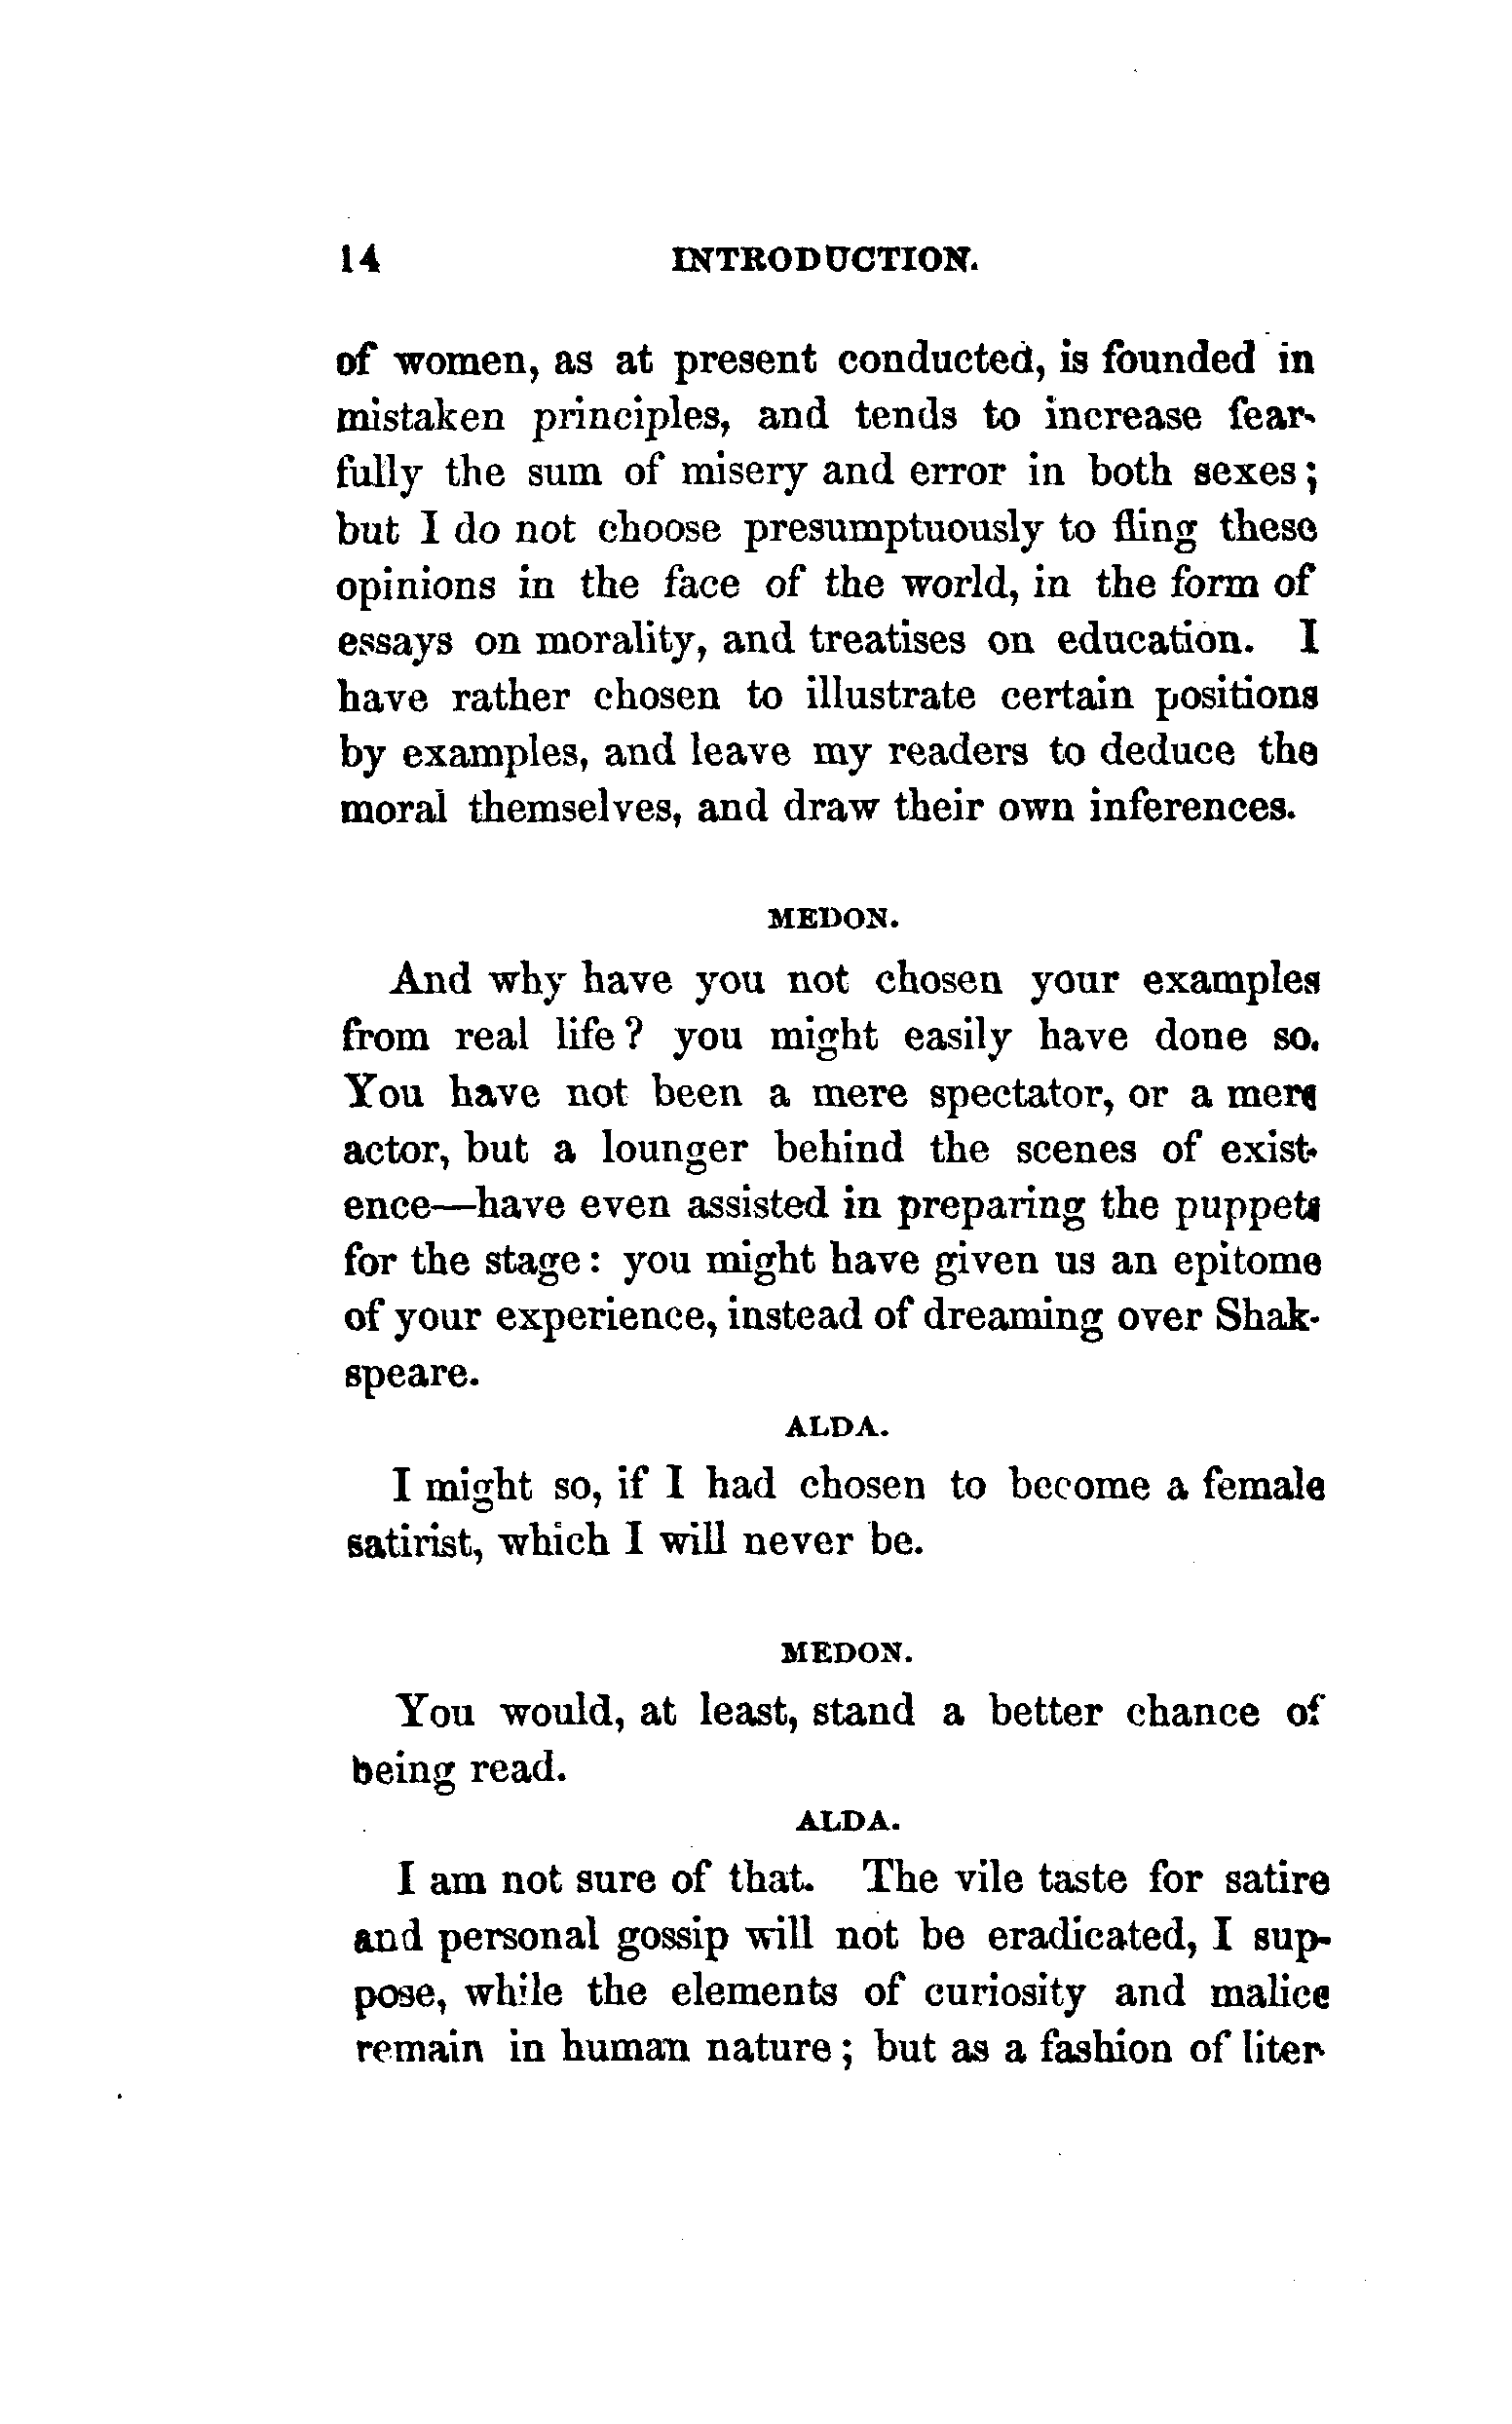 14 INTRODUCTION.
of women, as at present conducted, is founded in
mistaken principles, and tends to increase fear-
fully the sum of misery and error in both sexes;
but I do not choose presumptuously to fling these
opinions in the face of the world, in the form of
essays on morality, and treatises on education. I
have rather chosen to illustrate certain positions
by examples, and leave my readers to deduce the
moral themselves, and draw their own inferences.
MEDON.
And why have you not chosen your examples
from real life? you might easily have done so.
You have not been a mere spectator, or a mere
actor, but a lounger behind the scenes of exist-
ence—have even assisted in preparing the puppets
for the stage: you might have given us an epitome
of your experience, instead of dreaming over Shak-
speare.
ALDA.
I might so, if I had chosen to become a female
satirist, which I will never be.
MEDON.
You would, at least, stand a better chance of
being read.
ALDA.
I am not sure of that. The vile taste for satire
and personal gossip will not be eradicated, I sup-
pose, while the elements of curiosity and malice
remain in human nature; but as a fashion of liter-